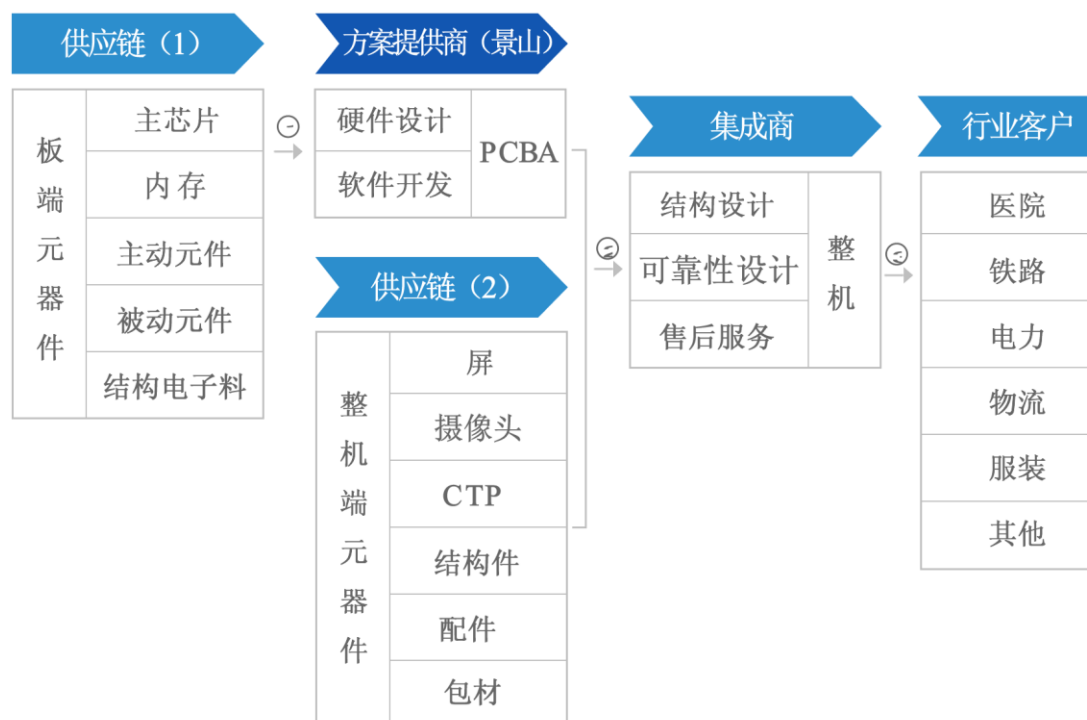 供应链（1）
板端元器件
主芯片
内存
主动元件
被动元件
结构电子料
方案提供商（景山）
硬件设计
软件开发
PCBA
供应链（2）
整机端元器件
屏
摄像头
CTP
结构件
配件
包材
集成商
结构设计
可靠性设计
售后服务
整机
行业客户
医院
铁路
电力
物流
服装
其他